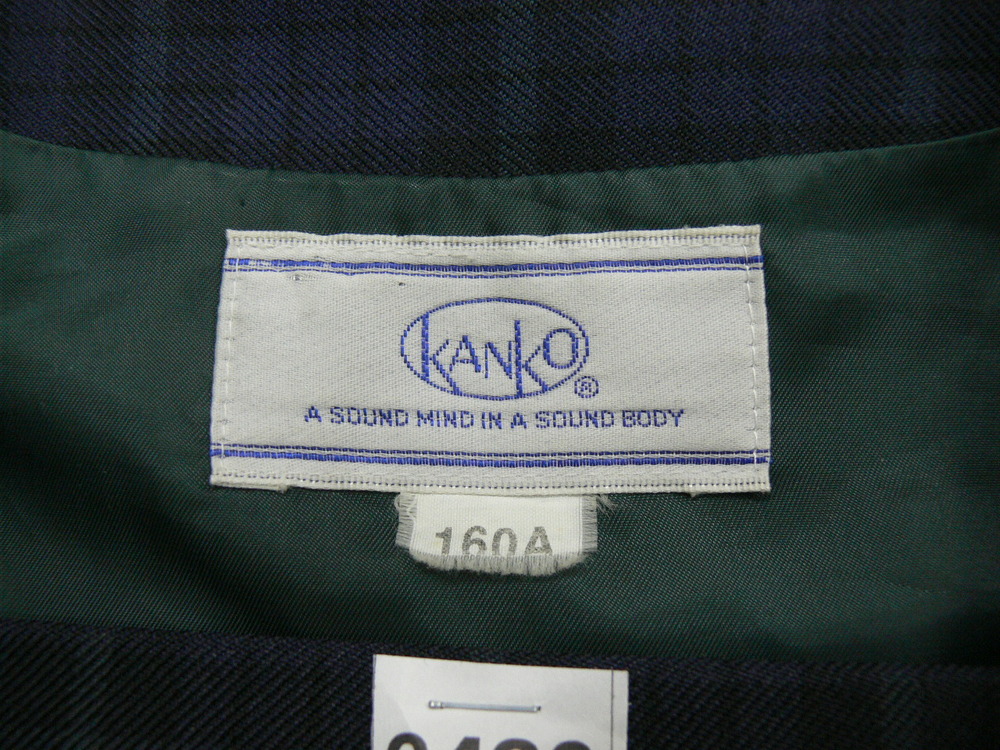 KANKO
®
A SOUND MIND IN A SOUND BODY
160A